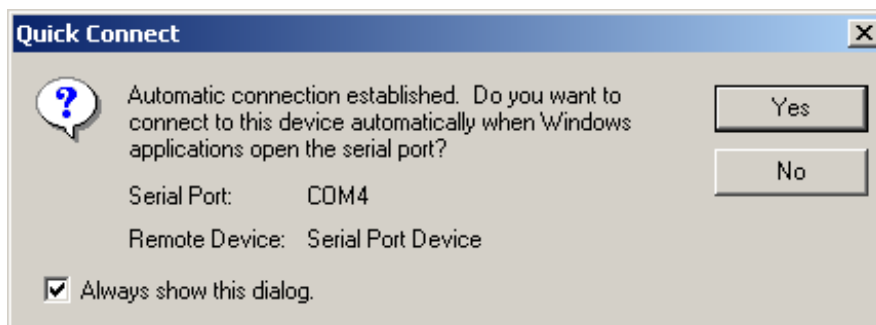 Quick Connect
Automatic connection established. Do you want to
connect to this device automatically when Windows
applications open the serial port?
Yes
No
Serial Port: COM4
Remote Device: Serial Port Device
Always show this dialog.